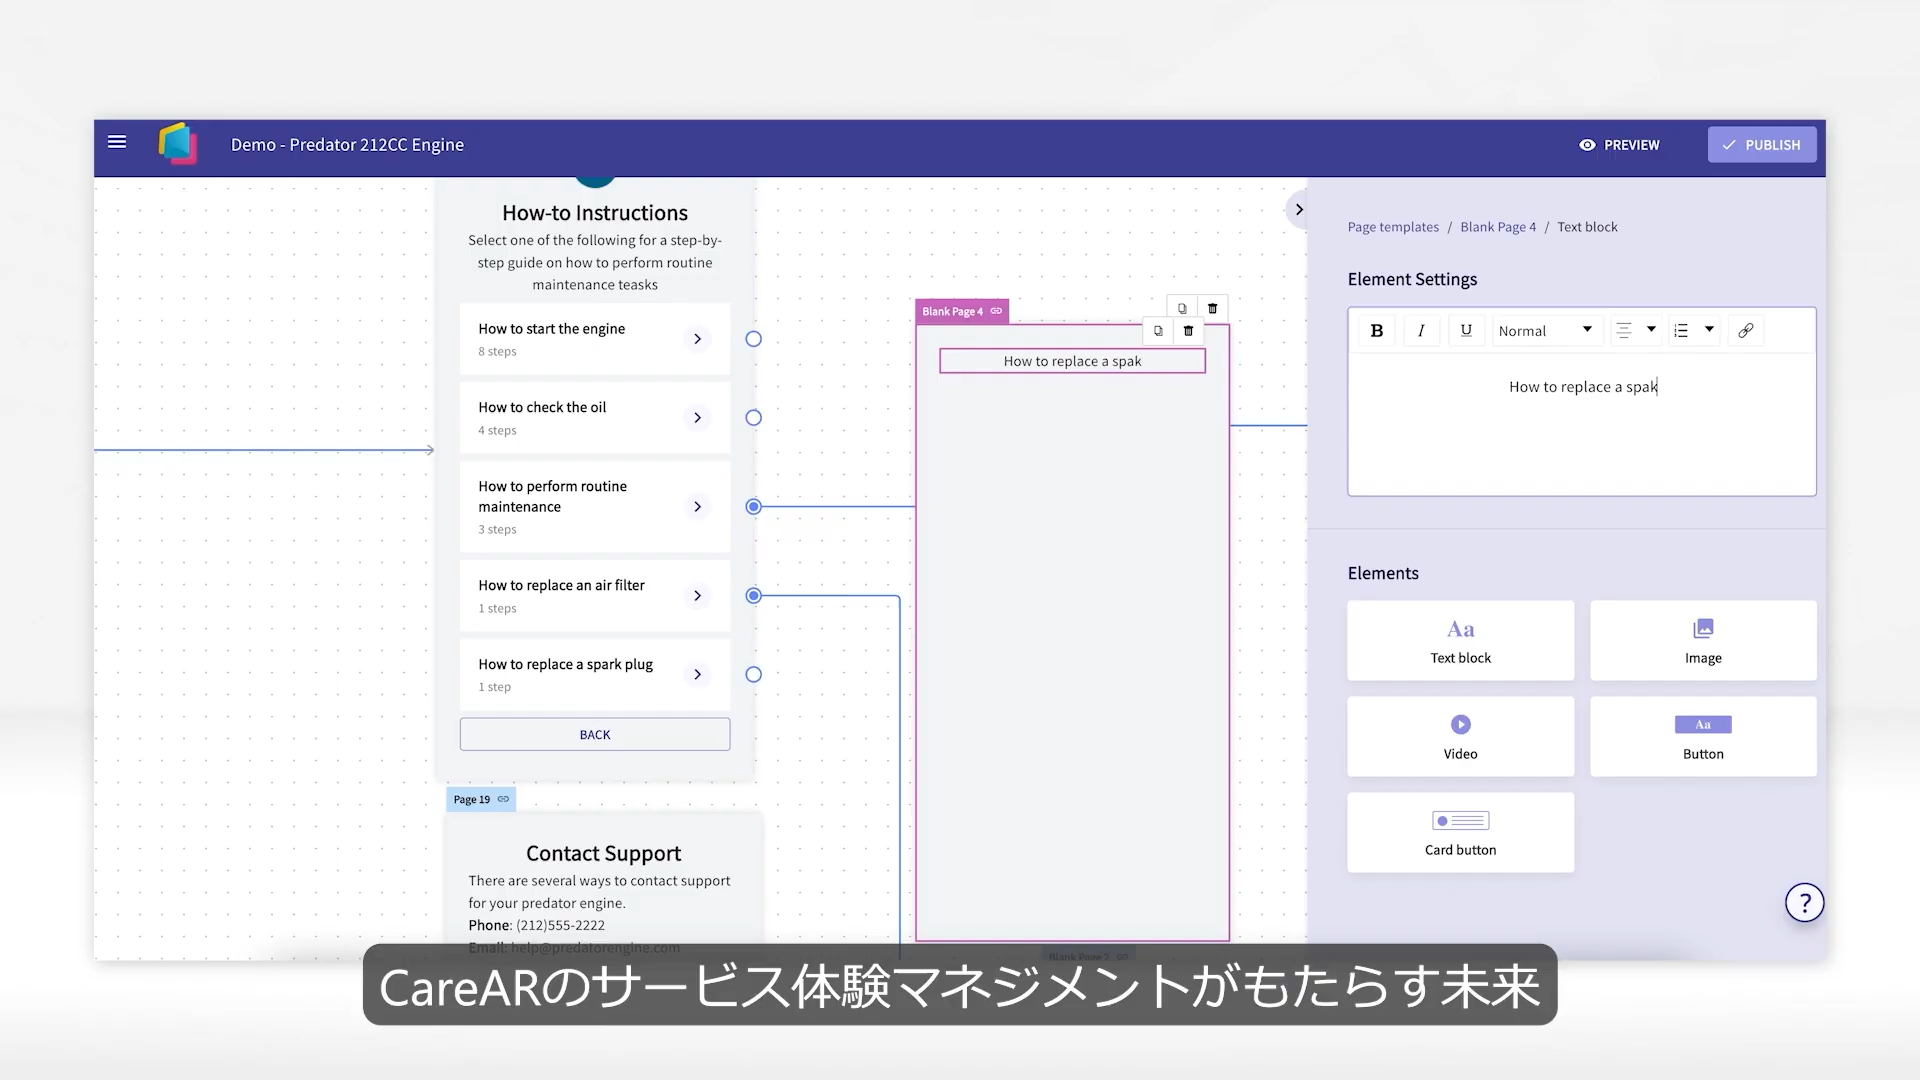 Demo - Predator 212CC Engine
PREVIEW
PUBLISH
How-to Instructions
Select one of the following for a step-by-
step guide on how to perform routine
maintenance teasks
How to start the engine
8 steps
How to check the oil
4 steps
How to perform routine
maintenance
3 steps
How to replace an air filter
1 steps
How to replace a spark plug
1 step
BACK
Page 19
Contact Support
There are several ways to contact support
for your predator engine.
Phone: (212)555-2222
Email: help@predatorengine.com
Blank Page 4
How to replace a spak
Blank Page 2
Page templates / Blank Page 4 / Text block
Element Settings
B I U Normal
How to replace a spak
Elements
Aa
Text block
Image
Video
Aa
Button
Card button
?
CareARのサービス体験マネジメントがもたらす未来